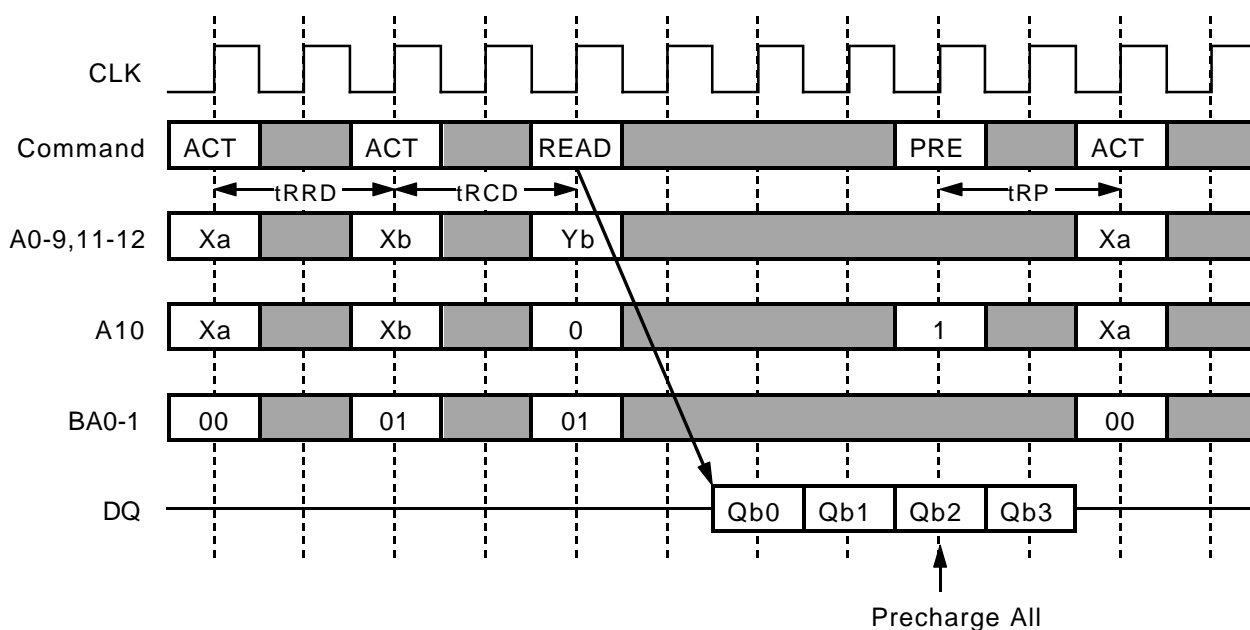 CLK
Command ACT ACT READ PRE ACT
tRRD tRCD tRP
A0-9,11-12 Xa Xb Yb Xa
A10 Xa Xb 0 1 Xa
BA0-1 00 01 01 00
DQ Qb0 Qb1 Qb2 Qb3
Precharge All